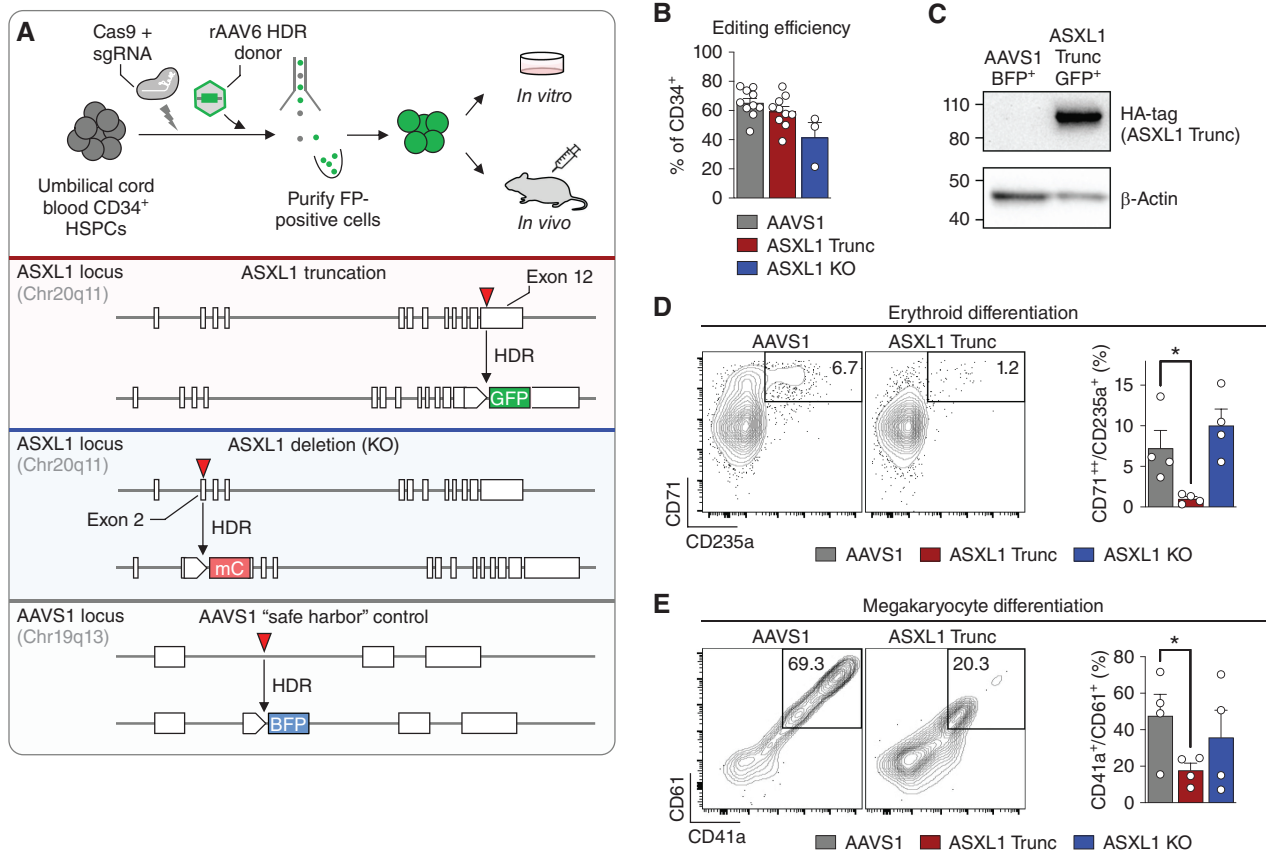 A
Cas9 +
sgRNA
rAAV6 HDR
donor
In vitro
In vivo
Umbilical cord
blood CD34+
HSPCs
Purify FP-
positive cells
ASXL1 locus
(Chr20q11)
ASXL1 truncation
Exon 12
HDR
GFP
ASXL1 locus
(Chr20q11)
ASXL1 deletion (KO)
Exon 2
HDR
mC
AAVS1 locus
(Chr19q13)
AAVS1 “safe harbor” control
HDR
BFP
B
Editing efficiency
% of CD34+
100
80
60
40
20
0
AAVS1
ASXL1 Trunc
ASXL1 KO
C
AAVS1
BFP+
ASXL1
Trunc
GFP+
110
80
HA-tag
(ASXL1 Trunc)
50
40
β-Actin
D
Erythroid differentiation
AAVS1
ASXL1 Trunc
6.7
1.2
CD71
CD235a
CD71++/CD235a+ (%)
15
10
5
0
*
AAVS1
ASXL1 Trunc
ASXL1 KO
E
Megakaryocyte differentiation
AAVS1
ASXL1 Trunc
69.3
20.3
CD61
CD41a
CD41a+/CD61+ (%)
80
60
40
20
0
*
AAVS1
ASXL1 Trunc
ASXL1 KO